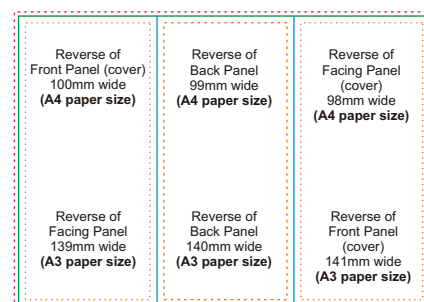 Reverse of
Front Panel (cover)
100mm wide
(A4 paper size)
Reverse of
Back Panel
99mm wide
(A4 paper size)
Reverse of
Facing Panel
(cover)
98mm wide
(A4 paper size)
Reverse of
Facing Panel
139mm wide
(A3 paper size)
Reverse of
Back Panel
140mm wide
(A3 paper size)
Reverse of
Front Panel
(cover)
141mm wide
(A3 paper size)